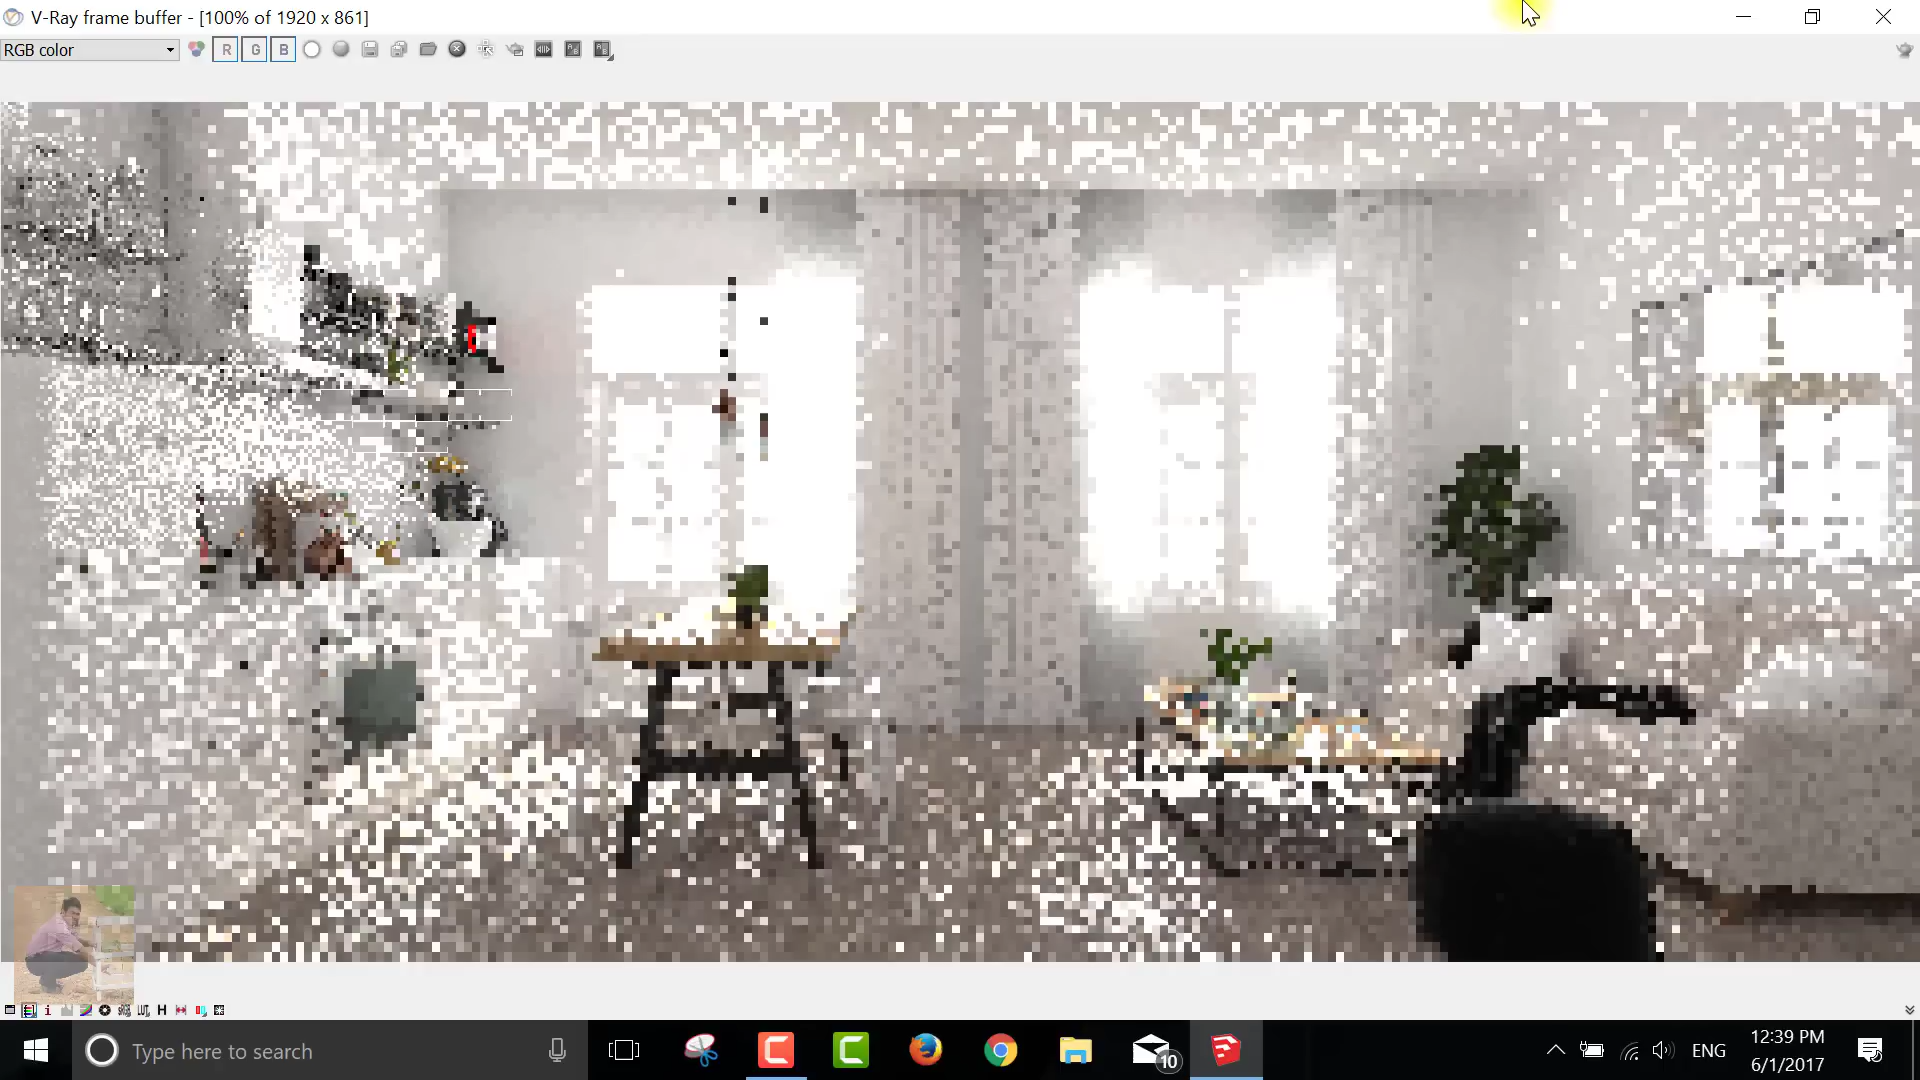 V-Ray frame buffer - [100% of 1920 x 861]
RGB color
R G B
i
H
Type here to search
10
ENG
12:39 PM
6/1/2017